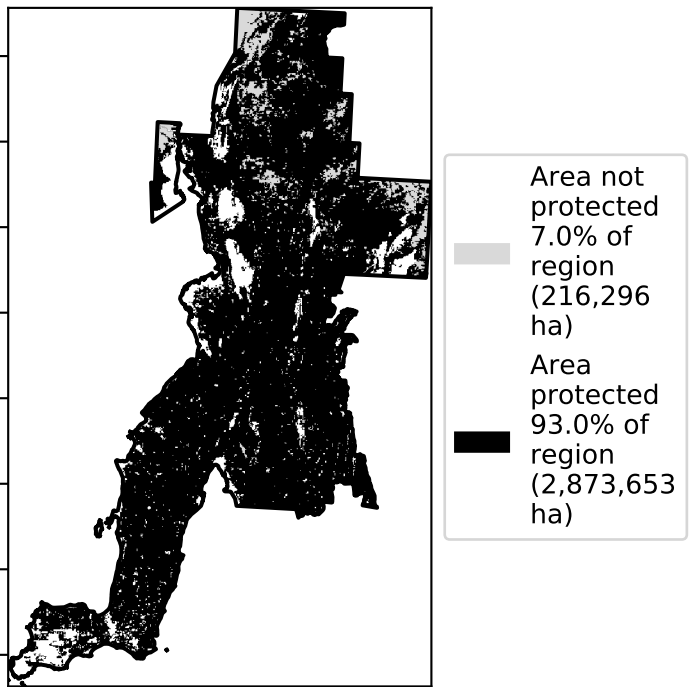 Area not
protected
7.0% of
region
(216,296
ha)
Area
protected
93.0% of
region
(2,873,653
ha)